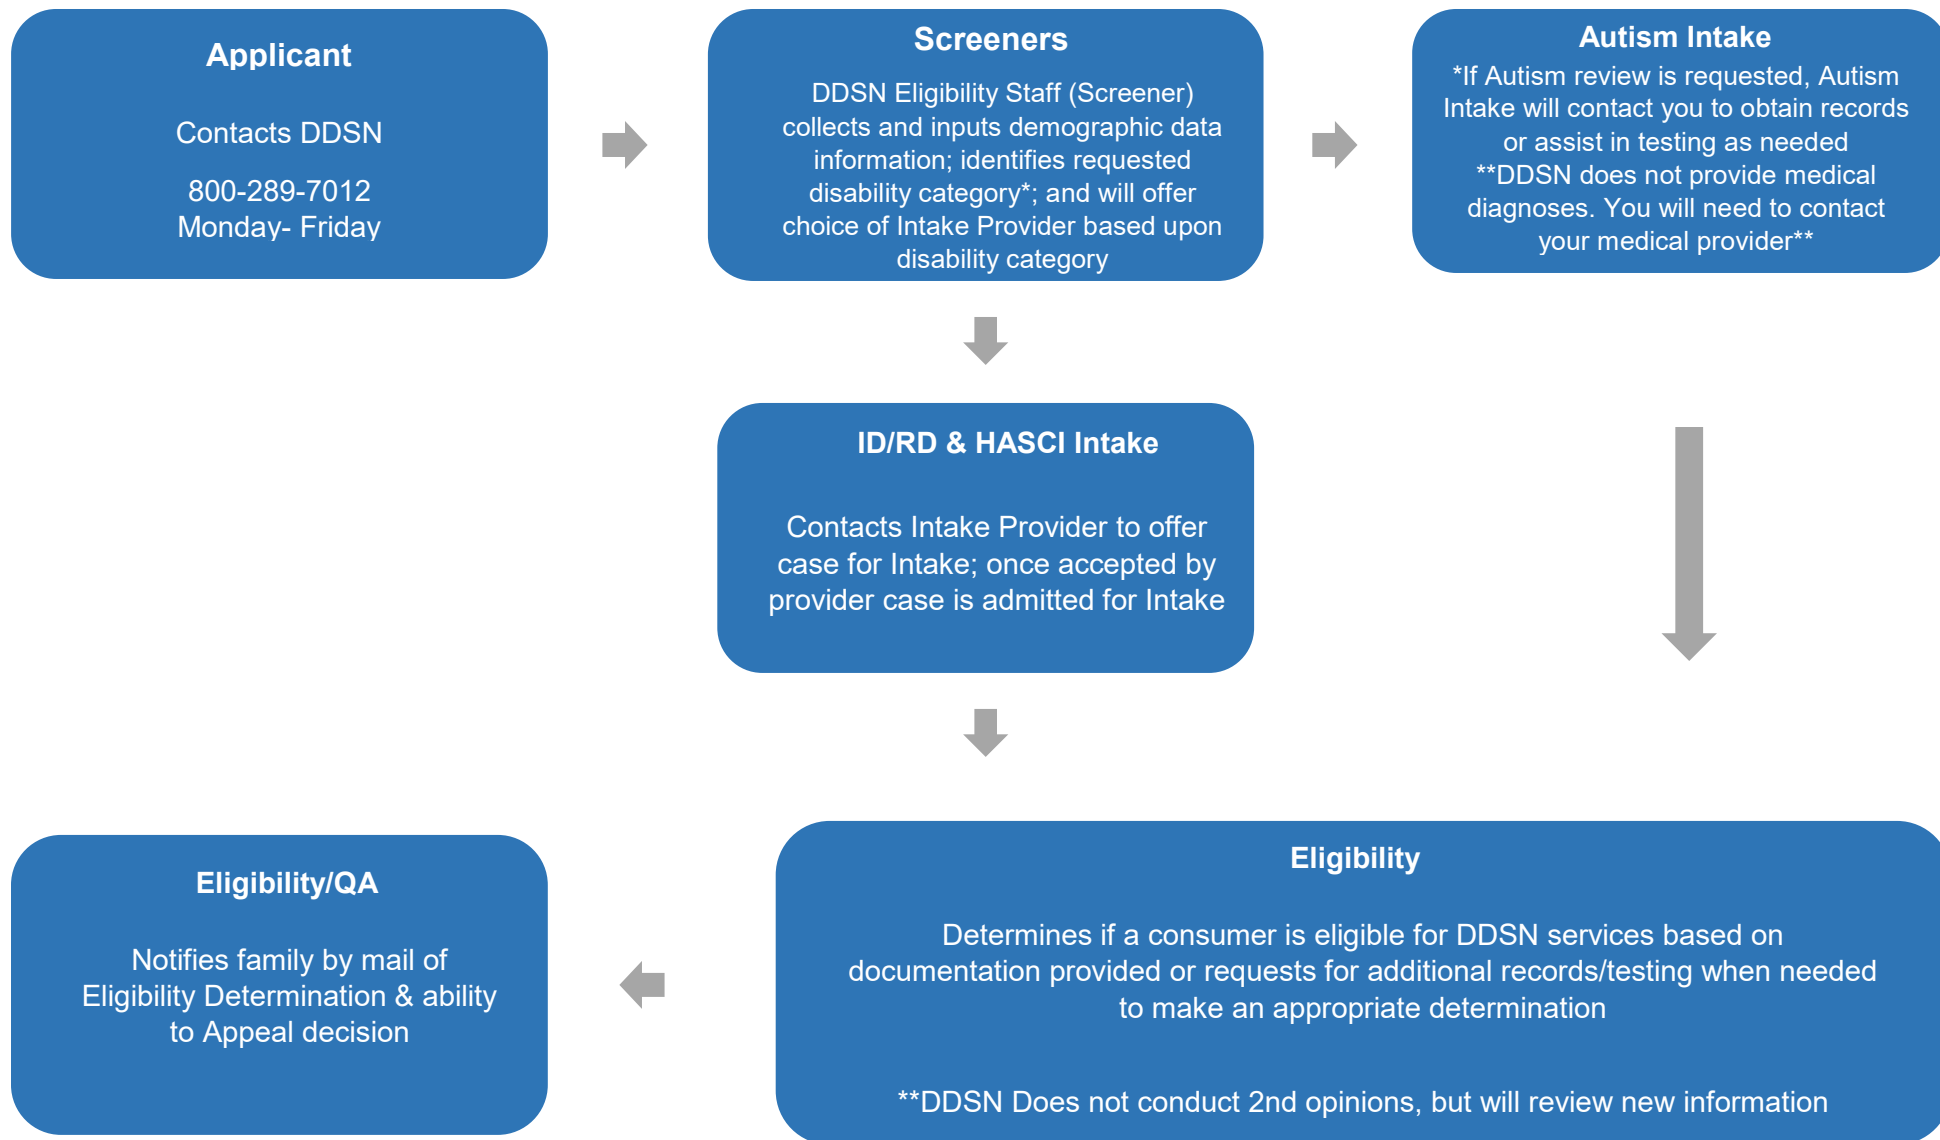 Applicant
Contacts DDSN
800-289-7012
Monday- Friday
Screeners
DDSN Eligibility Staff (Screener)
collects and inputs demographic data
information; identifies requested
disability category*; and will offer
choice of Intake Provider based upon
disability category
Autism Intake
*If Autism review is requested, Autism
Intake will contact you to obtain records
or assist in testing as needed
**DDSN does not provide medical
diagnoses. You will need to contact
your medical provider**
ID/RD & HASCI Intake
Contacts Intake Provider to offer
case for Intake; once accepted by
provider case is admitted for Intake
Eligibility/QA
Notifies family by mail of
Eligibility Determination & ability
to Appeal decision
Eligibility
Determines if a consumer is eligible for DDSN services based on
documentation provided or requests for additional records/testing when needed
to make an appropriate determination
**DDSN Does not conduct 2nd opinions, but will review new information